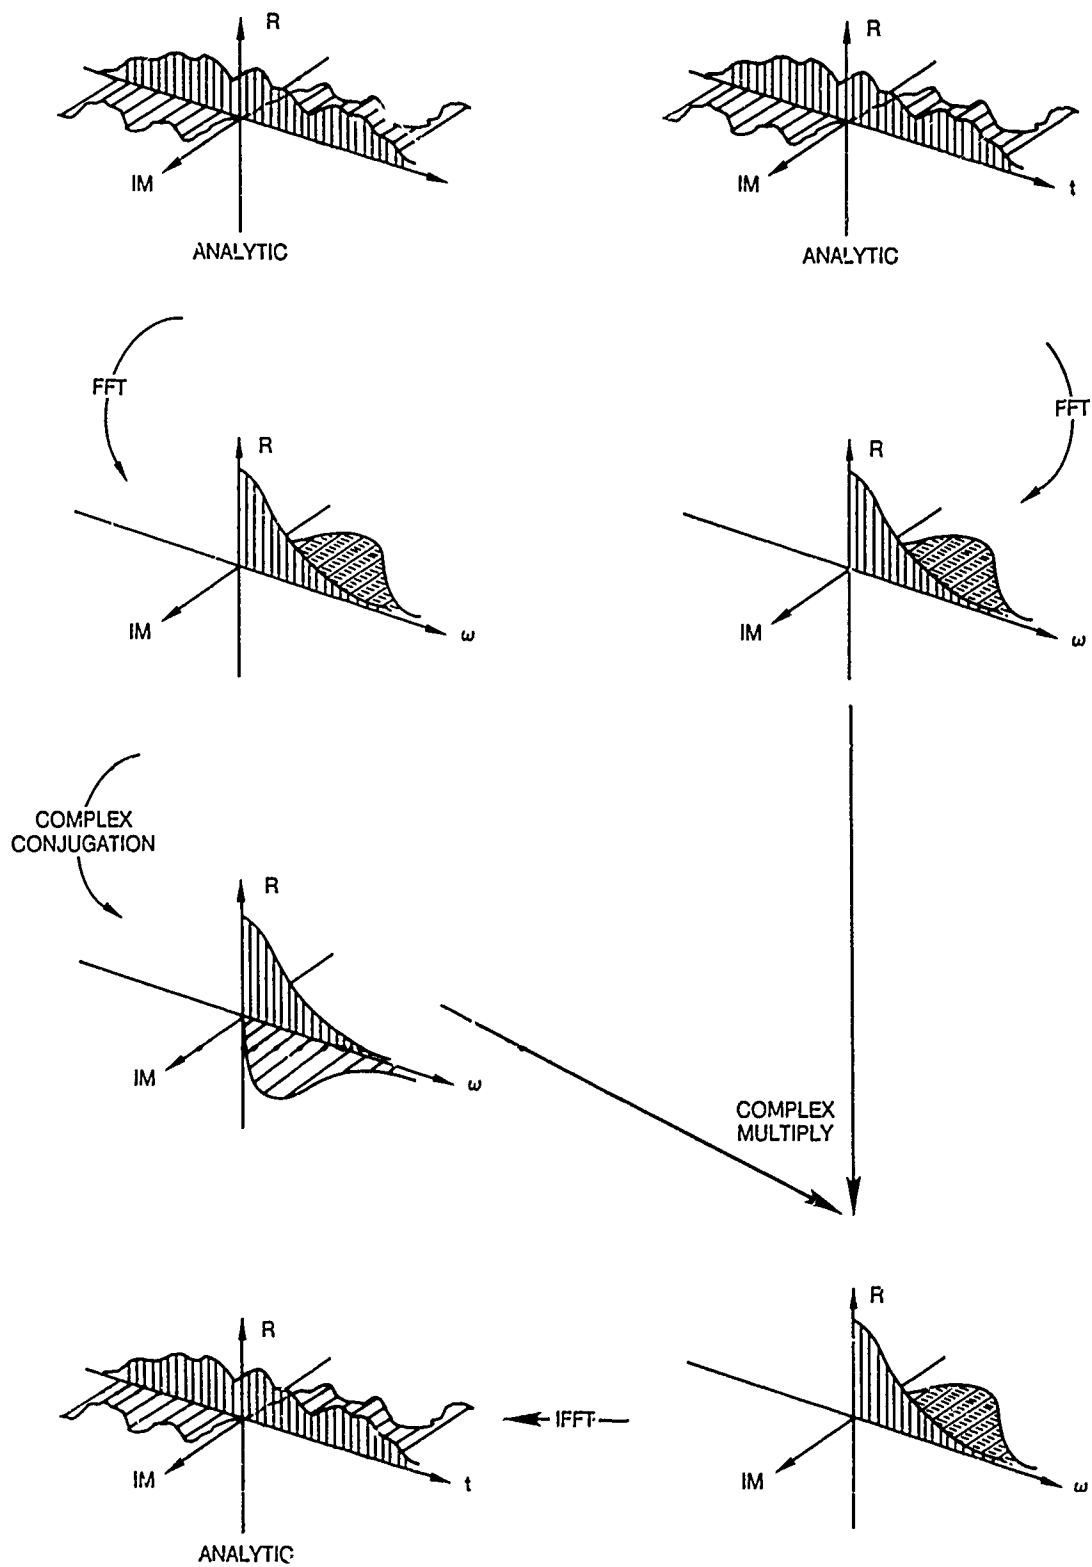 R
R
IM
IM
t
ANALYTIC
ANALYTIC
FFT
FFT
R
R
IM
ω
IM
ω
COMPLEX
CONJUGATION
R
IM
ω
COMPLEX
MULTIPLY
R
R
IM
t
IFFT
IM
ω
ANALYTIC